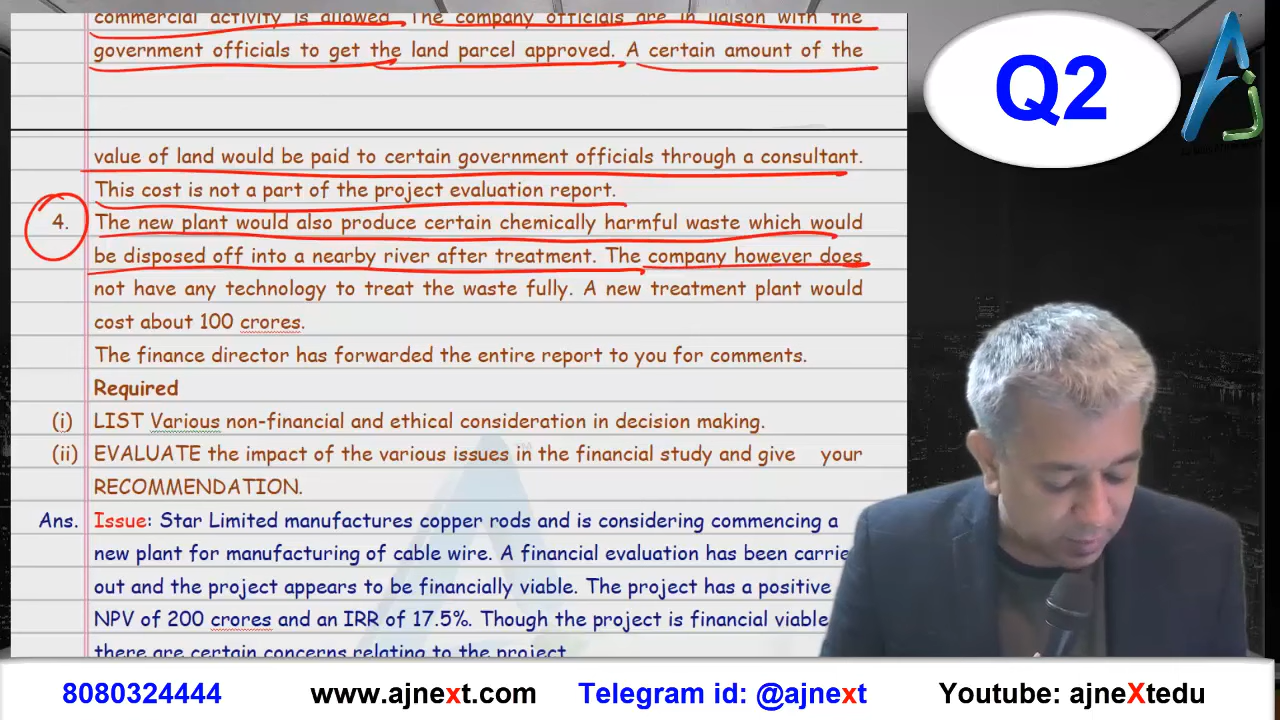 commercial activity is allowed. The company officials are in liaison with the
government officials to get the land parcel approved. A certain amount of the
value of land would be paid to certain government officials through a consultant.
This cost is not a part of the project evaluation report.
4. The new plant would also produce certain chemically harmful waste which would
be disposed off into a nearby river after treatment. The company however does
not have any technology to treat the waste fully. A new treatment plant would
cost about 100 crores.
The finance director has forwarded the entire report to you for comments.
Required
(i) LIST Various non-financial and ethical consideration in decision making.
(ii) EVALUATE the impact of the various issues in the financial study and give your
RECOMMENDATION.
Ans. Issue: Star Limited manufactures copper rods and is considering commencing a
new plant for manufacturing of cable wire. A financial evaluation has been carrie
out and the project appears to be financially viable. The project has a positive
NPV of 200 crores and an IRR of 17.5%. Though the project is financial viable
there are certain concerns relating to the project.
Q2
8080324444 www.ajnext.com Telegram id: @ajnext Youtube: ajneXtedu